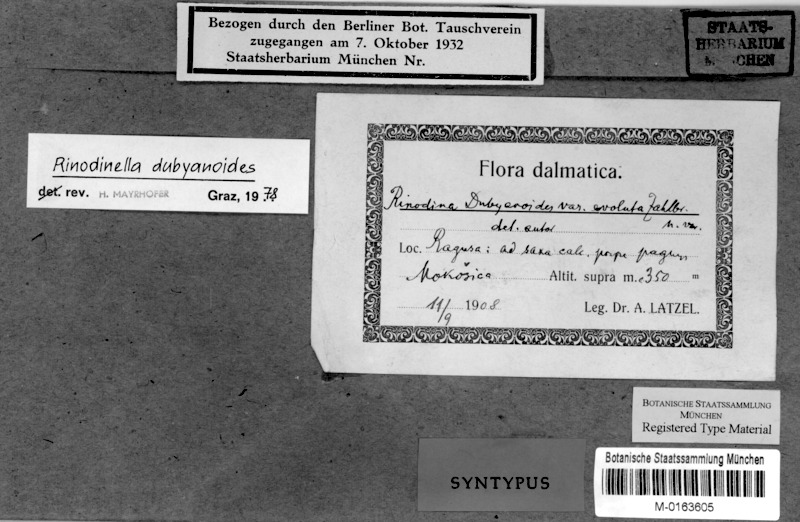 Bezogen durch den Berliner Bot. Tauschverein
zugegangen am 7. Oktober 1932
Staatsherbarium München Nr.
STAATS-
HERBARIUM
MÜNCHEN
Rinodinella dubyanoides
det. rev. H. MAYRHOFER Graz, 19 78
Flora dalmatica.
Rinodina Dubyanoides var. evoluta Zahlbr.
det. autor n. var.
Loc. Ragusa: ad saxa calc. prope pagum
Mokošica Altit. supra m. c 350 m
11/9 1908 Leg. Dr. A. LATZEL.
BOTANISCHE STAATSSAMMLUNG
MÜNCHEN
Registered Type Material
SYNTYPUS
Botanische Staatssammlung München
M-0163605